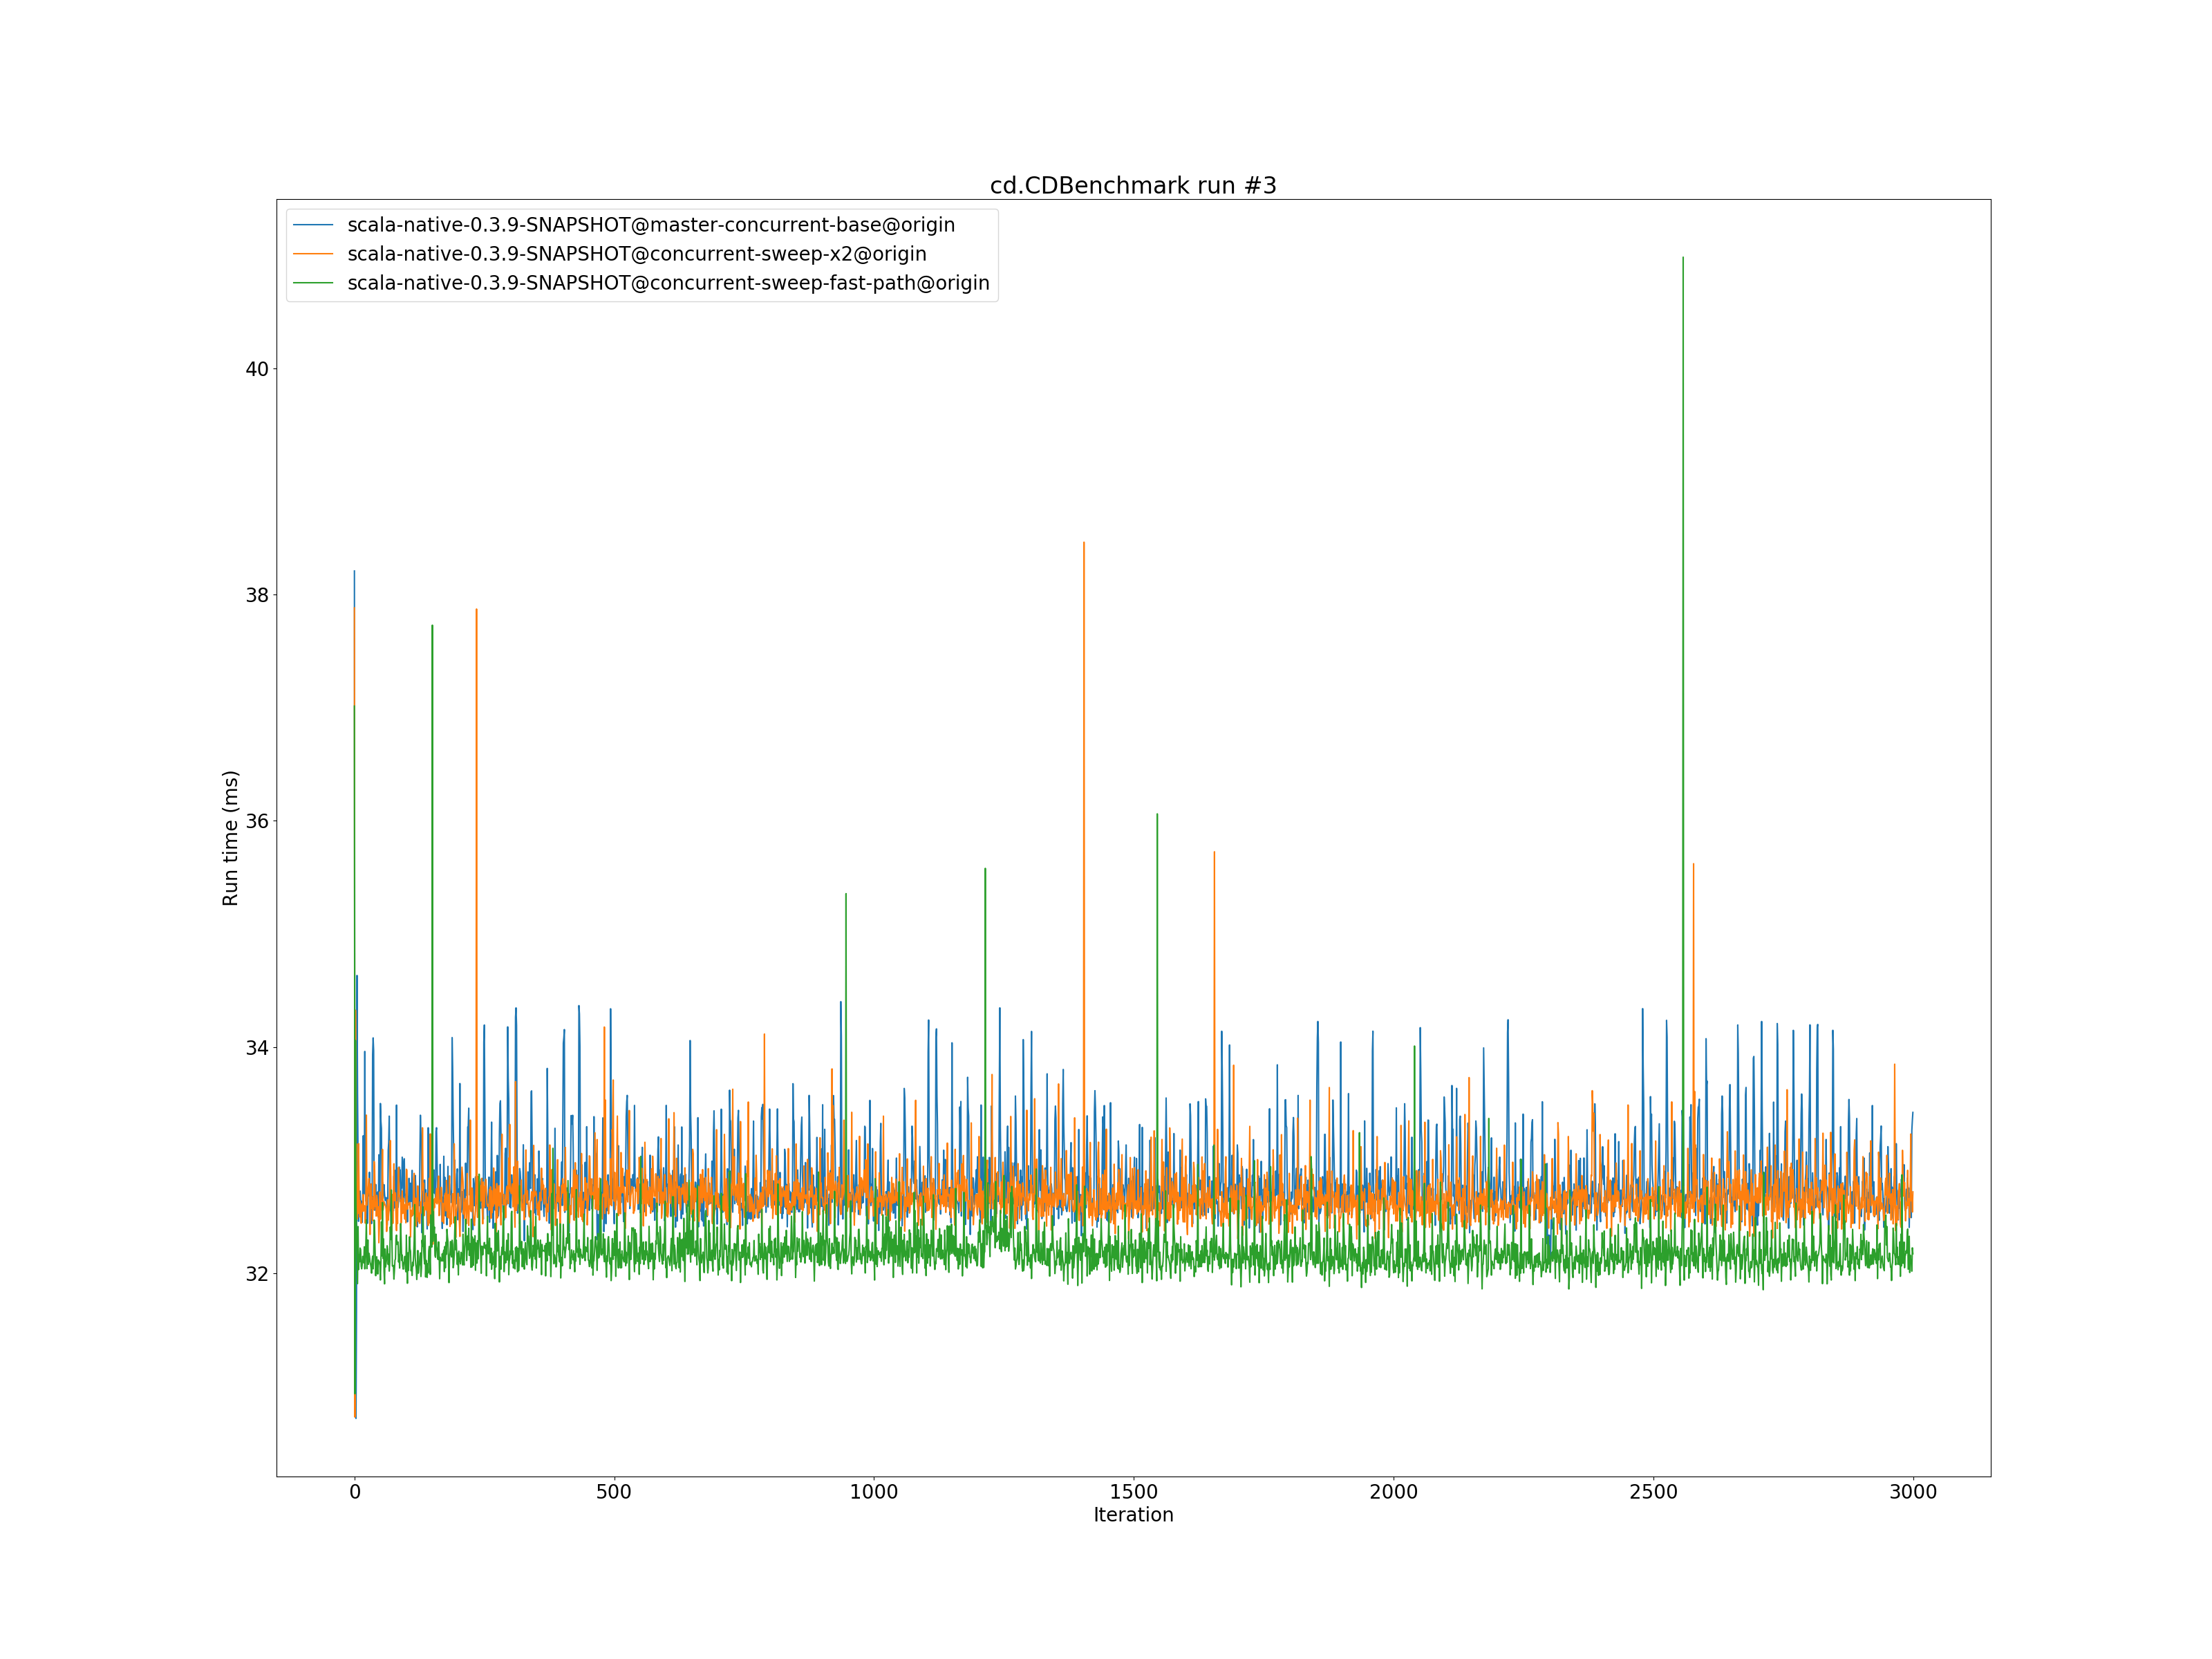 cd.CDBenchmark run #3
scala-native-0.3.9-SNAPSHOT@master-concurrent-base@origin
scala-native-0.3.9-SNAPSHOT@concurrent-sweep-x2@origin
scala-native-0.3.9-SNAPSHOT@concurrent-sweep-fast-path@origin
40
38
36
34
32
Run time (ms)
0 500 1000 1500 2000 2500 3000
Iteration